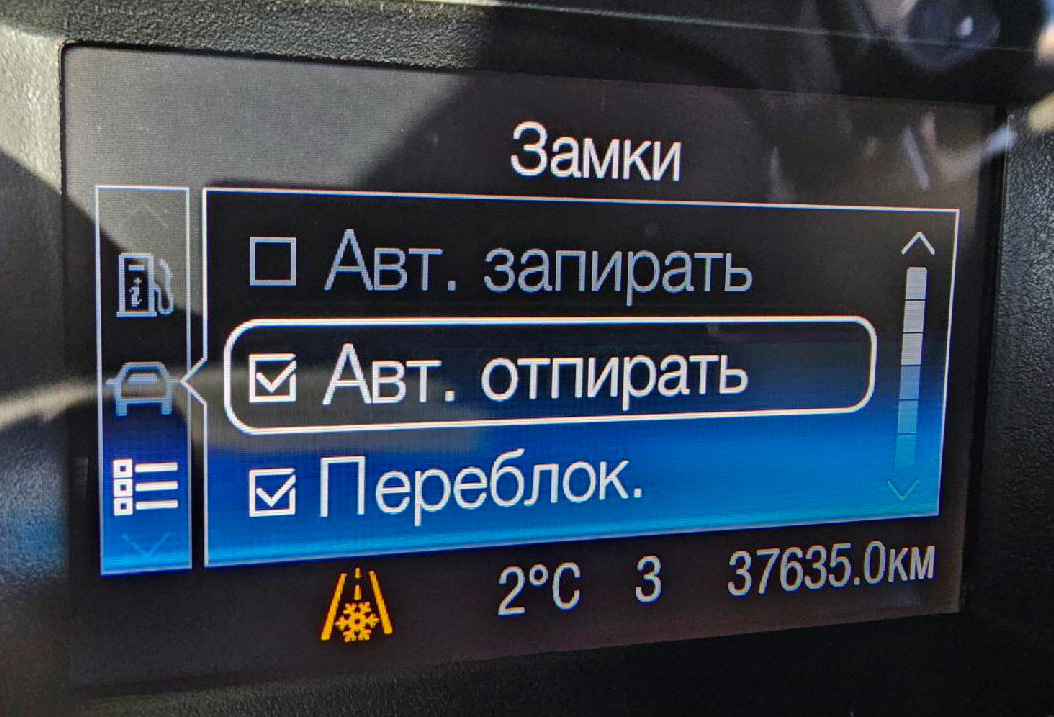 Замки
Авт. запирать
Авт. отпирать
Переблок.
2°C 3 37635.0км